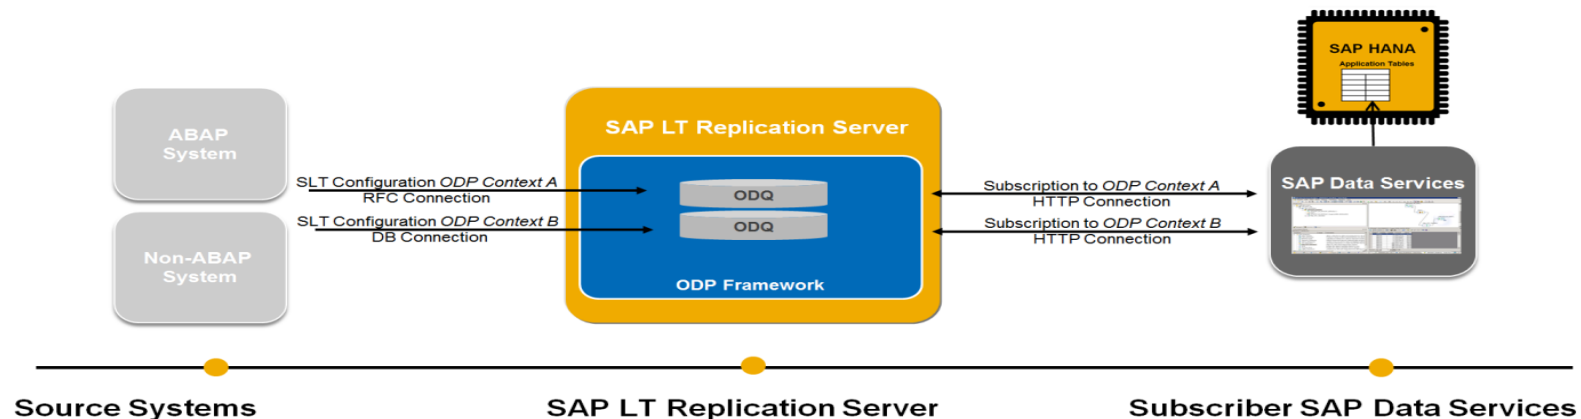 SAP HANA
Application Tables
ABAP
System
SAP LT Replication Server
SLT Configuration ODP Context A
RFC Connection
SLT Configuration ODP Context B
DB Connection
Non-ABAP
System
ODQ
ODQ
ODP Framework
Subscription to ODP Context A
HTTP Connection
Subscription to ODP Context B
HTTP Connection
SAP Data Services
Source Systems
SAP LT Replication Server
Subscriber SAP Data Services